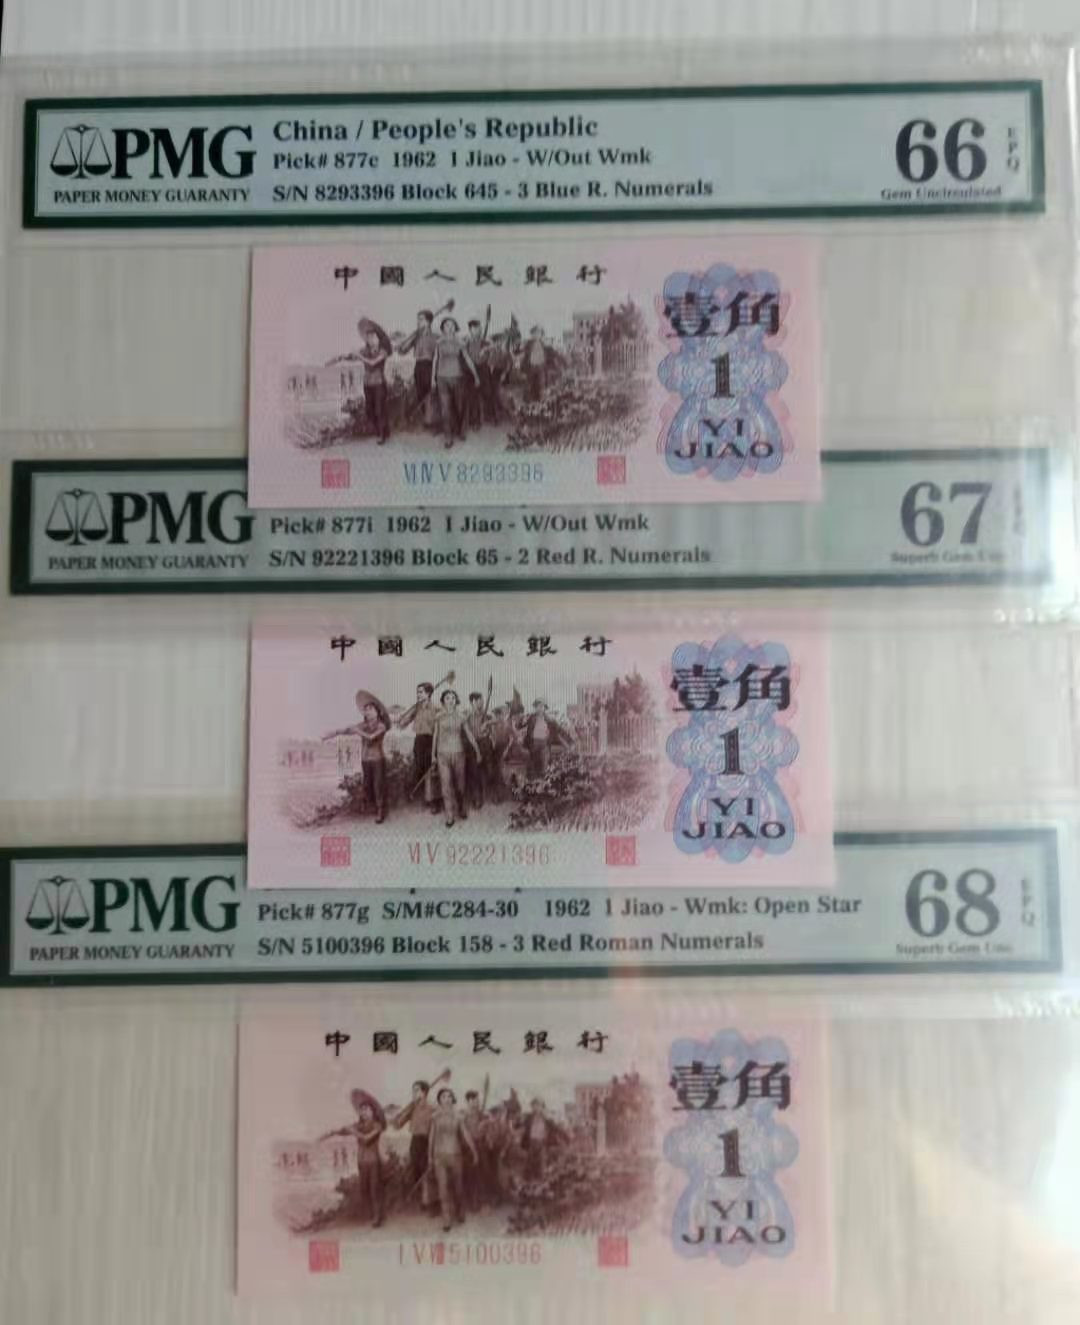 PMG
PAPER MONEY GUARANTY
China / People's Republic
Pick# 877c 1962 1 Jiao - W/Out Wmk
S/N 8293396 Block 645 - 3 Blue R. Numerals
66
EPQ
Gem Uncirculated
中國人民銀行
壹角
1
YI
JIAO
ⅥⅣⅤ8293396
PMG
PAPER MONEY GUARANTY
Pick# 877i 1962 1 Jiao - W/Out Wmk
S/N 92221396 Block 65 - 2 Red R. Numerals
67
Superb Gem Unc
中國人民銀行
壹角
1
YI
JIAO
ⅥⅤ92221396
PMG
PAPER MONEY GUARANTY
Pick# 877g S/M#C284-30 1962 1 Jiao - Wmk: Open Star
S/N 5100396 Block 158 - 3 Red Roman Numerals
68
EPQ
Superb Gem Unc
中國人民銀行
壹角
1
YI
JIAO
ⅠⅤⅧ5100396